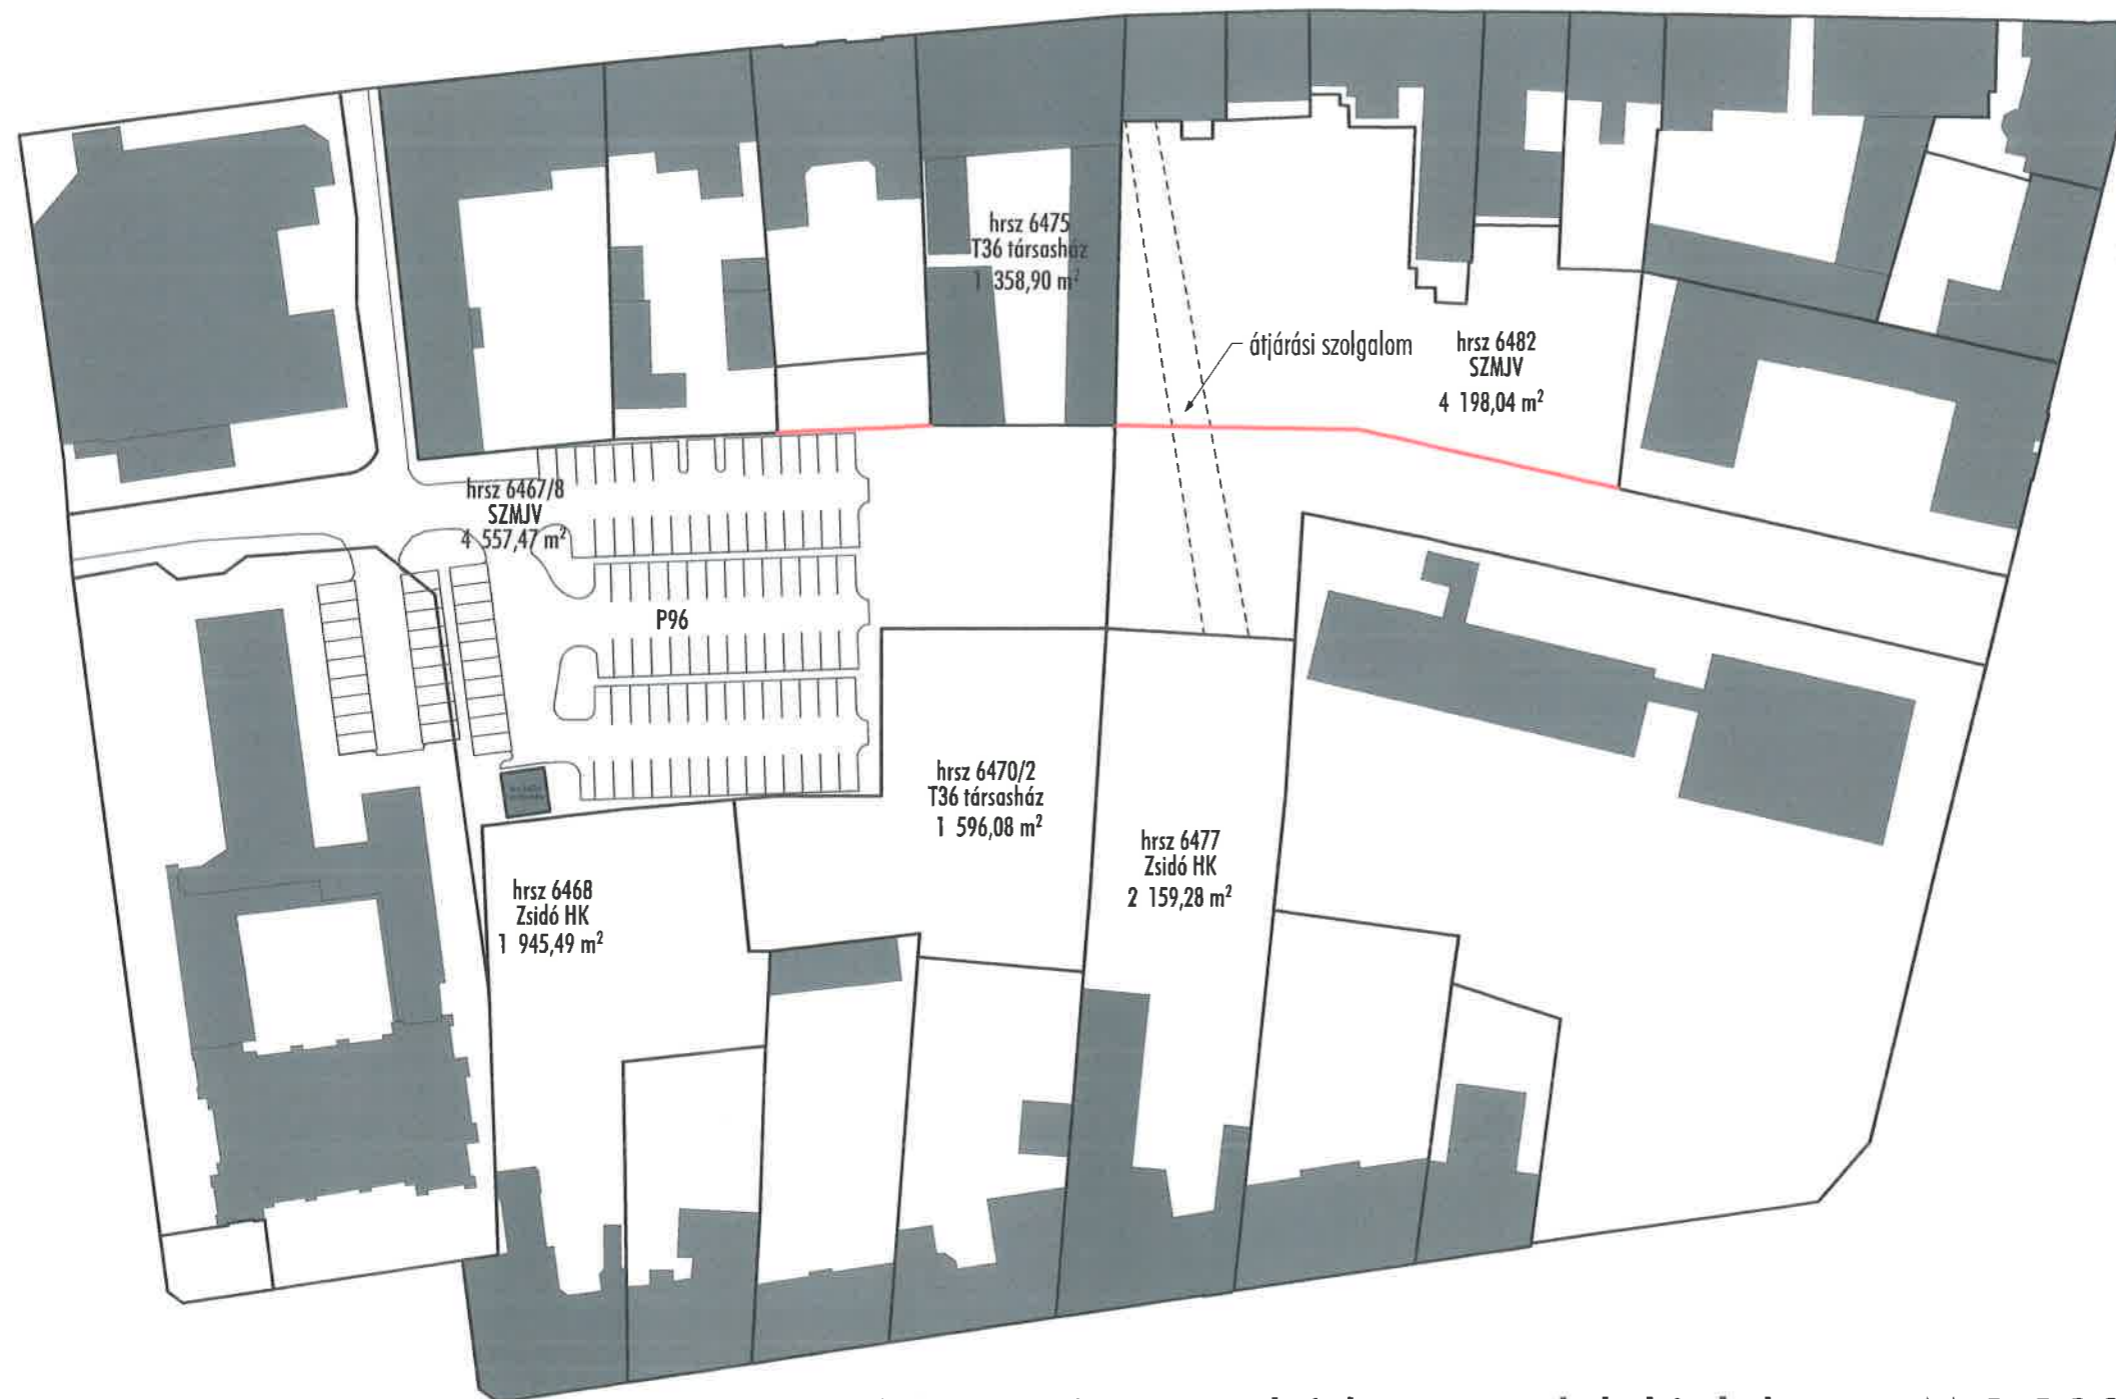 hrsz 6475
T36 társasház
1 358,90 m²
átjárási szolgalom
hrsz 6482
SZMJV
4 198,04 m²
hrsz 6467/8
SZMJV
4 557,47 m²
P96
hrsz 6470/2
T36 társasház
1 596,08 m²
hrsz 6477
Zsidó HK
2 159,28 m²
hrsz 6468
Zsidó HK
1 945,49 m²